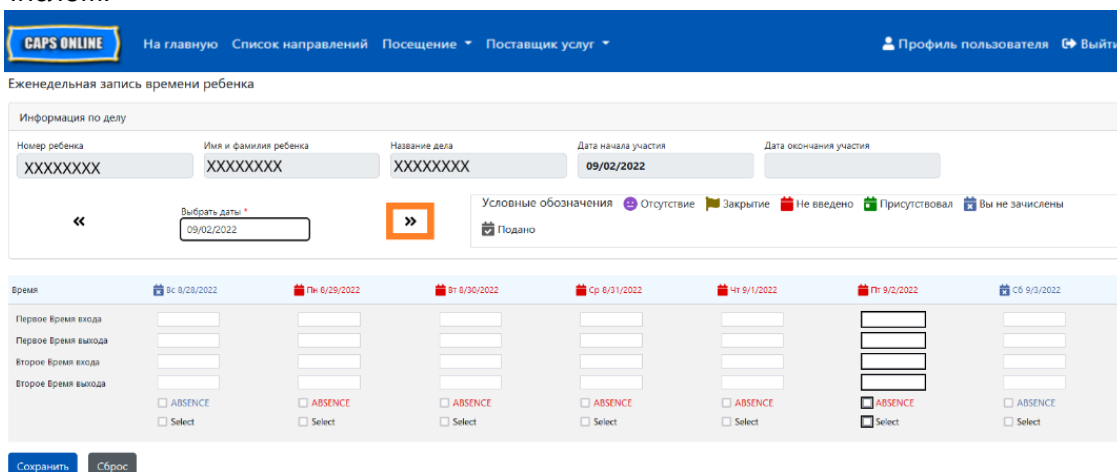 CAPS ONLINE На главную Список направлений Посещение Поставщик услуг Профиль пользователя Выйти
Еженедельная запись времени ребенка
Информация по делу
Номер ребенка Имя и фамилия ребенка Название дела Дата начала участия Дата окончания участия
XXXXXXXX XXXXXXXX XXXXXXXX 09/02/2022
Условные обозначения Отсутствие Закрытие Не введено Присутствовал Вы не зачислены
« Выбрать даты * »
09/02/2022 Подано
Время Вс 8/28/2022 Пн 8/29/2022 Вт 8/30/2022 Ср 8/31/2022 Чт 9/1/2022 Пт 9/2/2022 Сб 9/3/2022
Первое Время входа
Первое Время выхода
Второе Время входа
Второе Время выхода
ABSENCE ABSENCE ABSENCE ABSENCE ABSENCE ABSENCE ABSENCE
Select Select Select Select Select Select Select
Сохранить Сброс